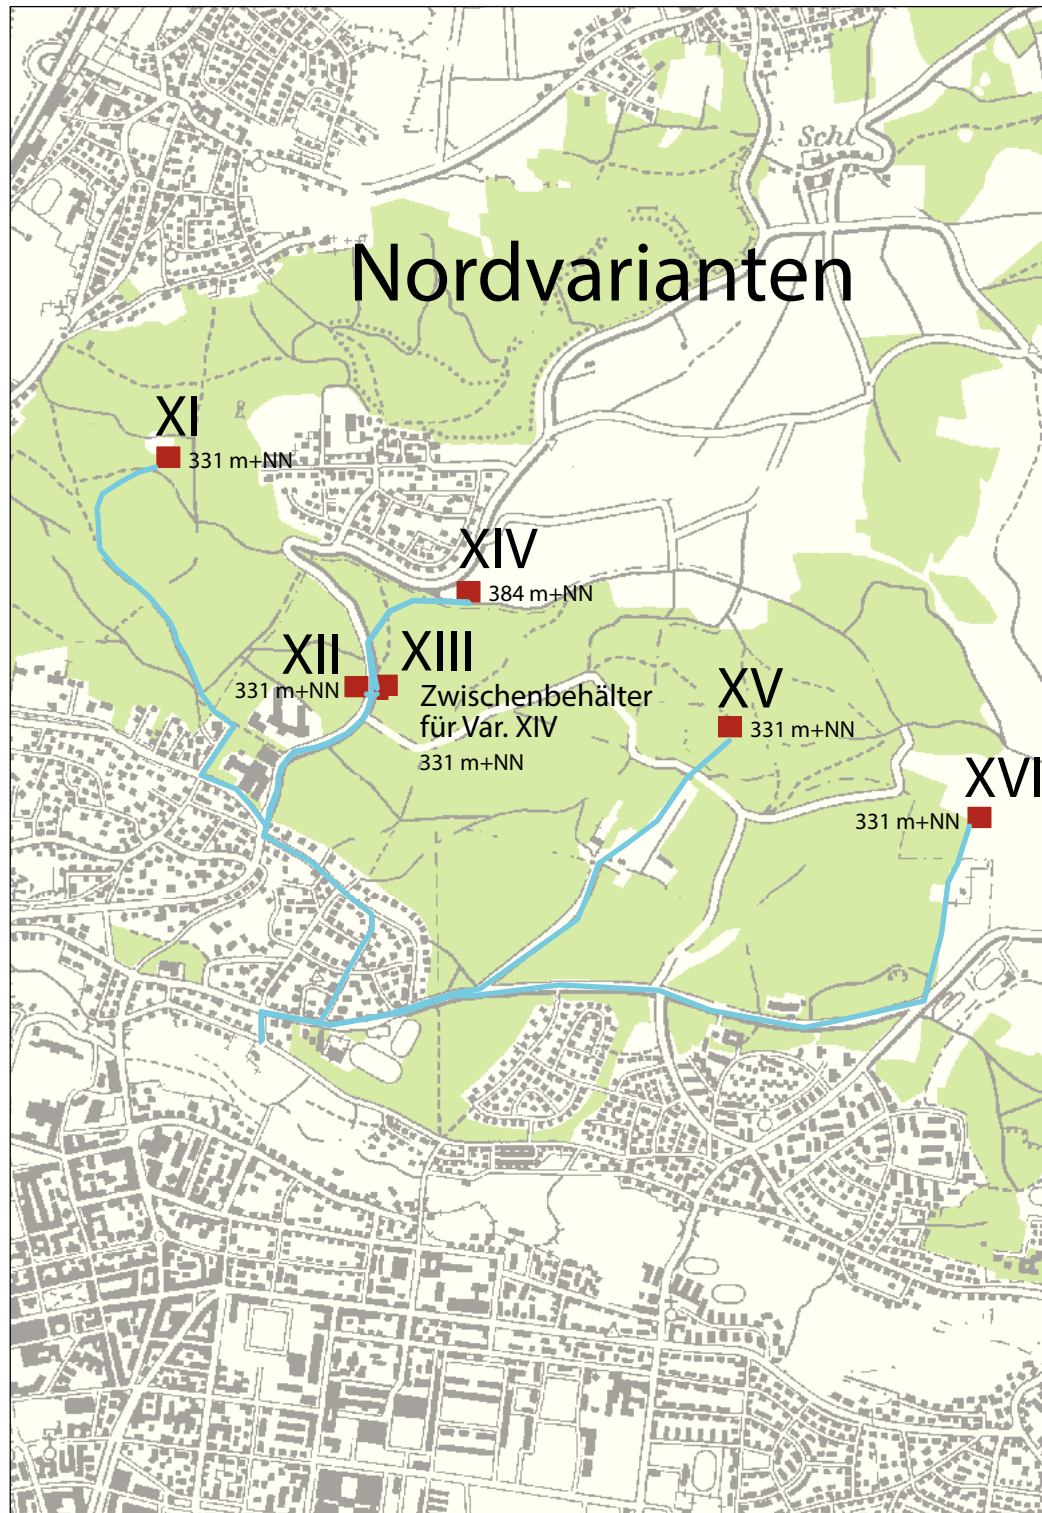 Schl
Nordvarianten
XI
331 m+NN
XIV
384 m+NN
XII
331 m+NN
XIII
Zwischenbehälter
für Var. XIV
331 m+NN
XV
331 m+NN
XVI
331 m+NN